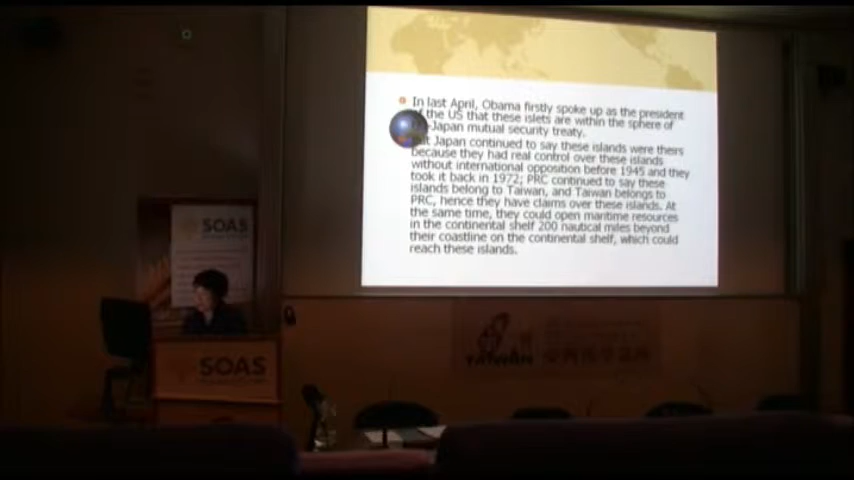 In last April, Obama firstly spoke up as the president
of the US that these islets are within the sphere of
-Japan mutual security treaty.
But Japan continued to say these islands were theirs
because they had real control over these islands
without international opposition before 1945 and they
took it back in 1972; PRC continued to say these
islands belong to Taiwan, and Taiwan belongs to
PRC, hence they have claims over these islands. At
the same time, they could open maritime resources
in the continental shelf 200 nautical miles beyond
their coastline on the continental shelf, which could
reach these islands.
SOAS
SOAS
TAIWAN